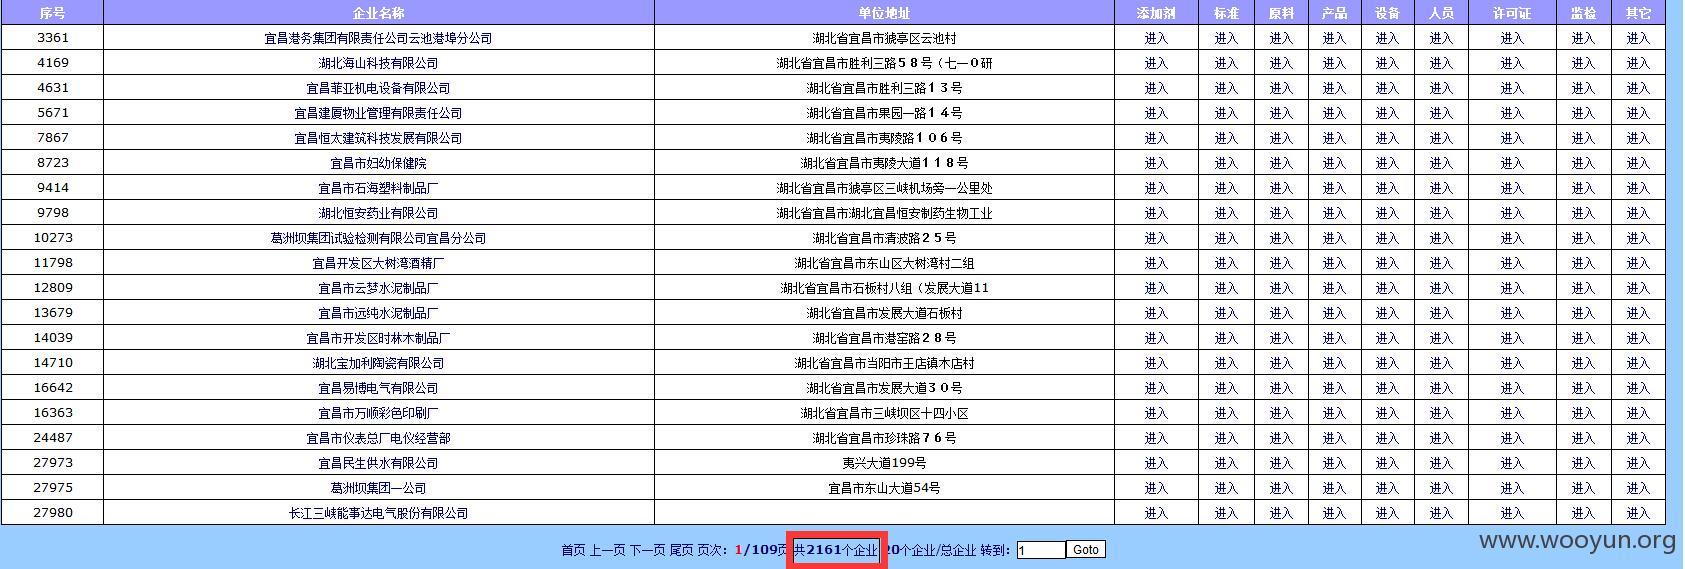 序号 企业名称 单位地址 添加剂 标准 原料 产品 设备 人员 许可证 监检 其它
3361 宜昌港务集团有限责任公司云池港埠分公司 湖北省宜昌市猇亭区云池村 进入 进入 进入 进入 进入 进入 进入 进入 进入
4169 湖北海山科技有限公司 湖北省宜昌市胜利三路５８号（七一０研 进入 进入 进入 进入 进入 进入 进入 进入 进入
4631 宜昌菲亚机电设备有限公司 湖北省宜昌市胜利三路１３号 进入 进入 进入 进入 进入 进入 进入 进入 进入
5671 宜昌建厦物业管理有限责任公司 湖北省宜昌市果园一路１４号 进入 进入 进入 进入 进入 进入 进入 进入 进入
7867 宜昌恒太建筑科技发展有限公司 湖北省宜昌市夷陵路１０６号 进入 进入 进入 进入 进入 进入 进入 进入 进入
8723 宜昌市妇幼保健院 湖北省宜昌市夷陵大道１１８号 进入 进入 进入 进入 进入 进入 进入 进入 进入
9414 宜昌市石海塑料制品厂 湖北省宜昌市猇亭区三峡机场旁一公里处 进入 进入 进入 进入 进入 进入 进入 进入 进入
9798 湖北恒安药业有限公司 湖北省宜昌市湖北宜昌恒安制药生物工业 进入 进入 进入 进入 进入 进入 进入 进入 进入
10273 葛洲坝集团试验检测有限公司宜昌分公司 湖北省宜昌市清波路２５号 进入 进入 进入 进入 进入 进入 进入 进入 进入
11798 宜昌开发区大树湾酒精厂 湖北省宜昌市东山区大树湾村二组 进入 进入 进入 进入 进入 进入 进入 进入 进入
12809 宜昌市云梦水泥制品厂 湖北省宜昌市石板村八组（发展大道11 进入 进入 进入 进入 进入 进入 进入 进入 进入
13679 宜昌市远纯水泥制品厂 湖北省宜昌市发展大道石板村 进入 进入 进入 进入 进入 进入 进入 进入 进入
14039 宜昌市开发区时林木制品厂 湖北省宜昌市港窑路２８号 进入 进入 进入 进入 进入 进入 进入 进入 进入
14710 湖北宝加利陶瓷有限公司 湖北省宜昌市当阳市王店镇木店村 进入 进入 进入 进入 进入 进入 进入 进入 进入
16642 宜昌易博电气有限公司 湖北省宜昌市发展大道３０号 进入 进入 进入 进入 进入 进入 进入 进入 进入
16363 宜昌市万顺彩色印刷厂 湖北省宜昌市三峡坝区十四小区 进入 进入 进入 进入 进入 进入 进入 进入 进入
24487 宜昌市仪表总厂电仪经营部 湖北省宜昌市珍珠路７６号 进入 进入 进入 进入 进入 进入 进入 进入 进入
27973 宜昌民生供水有限公司 夷兴大道199号 进入 进入 进入 进入 进入 进入 进入 进入 进入
27975 葛洲坝集团一公司 宜昌市东山大道54号 进入 进入 进入 进入 进入 进入 进入 进入 进入
27980 长江三峡能事达电气股份有限公司 进入 进入 进入 进入 进入 进入 进入 进入 进入
首页 上一页 下一页 尾页 页次：1/109页 共2161个企业 20个企业/总企业 转到：1 Goto
www.wooyun.org